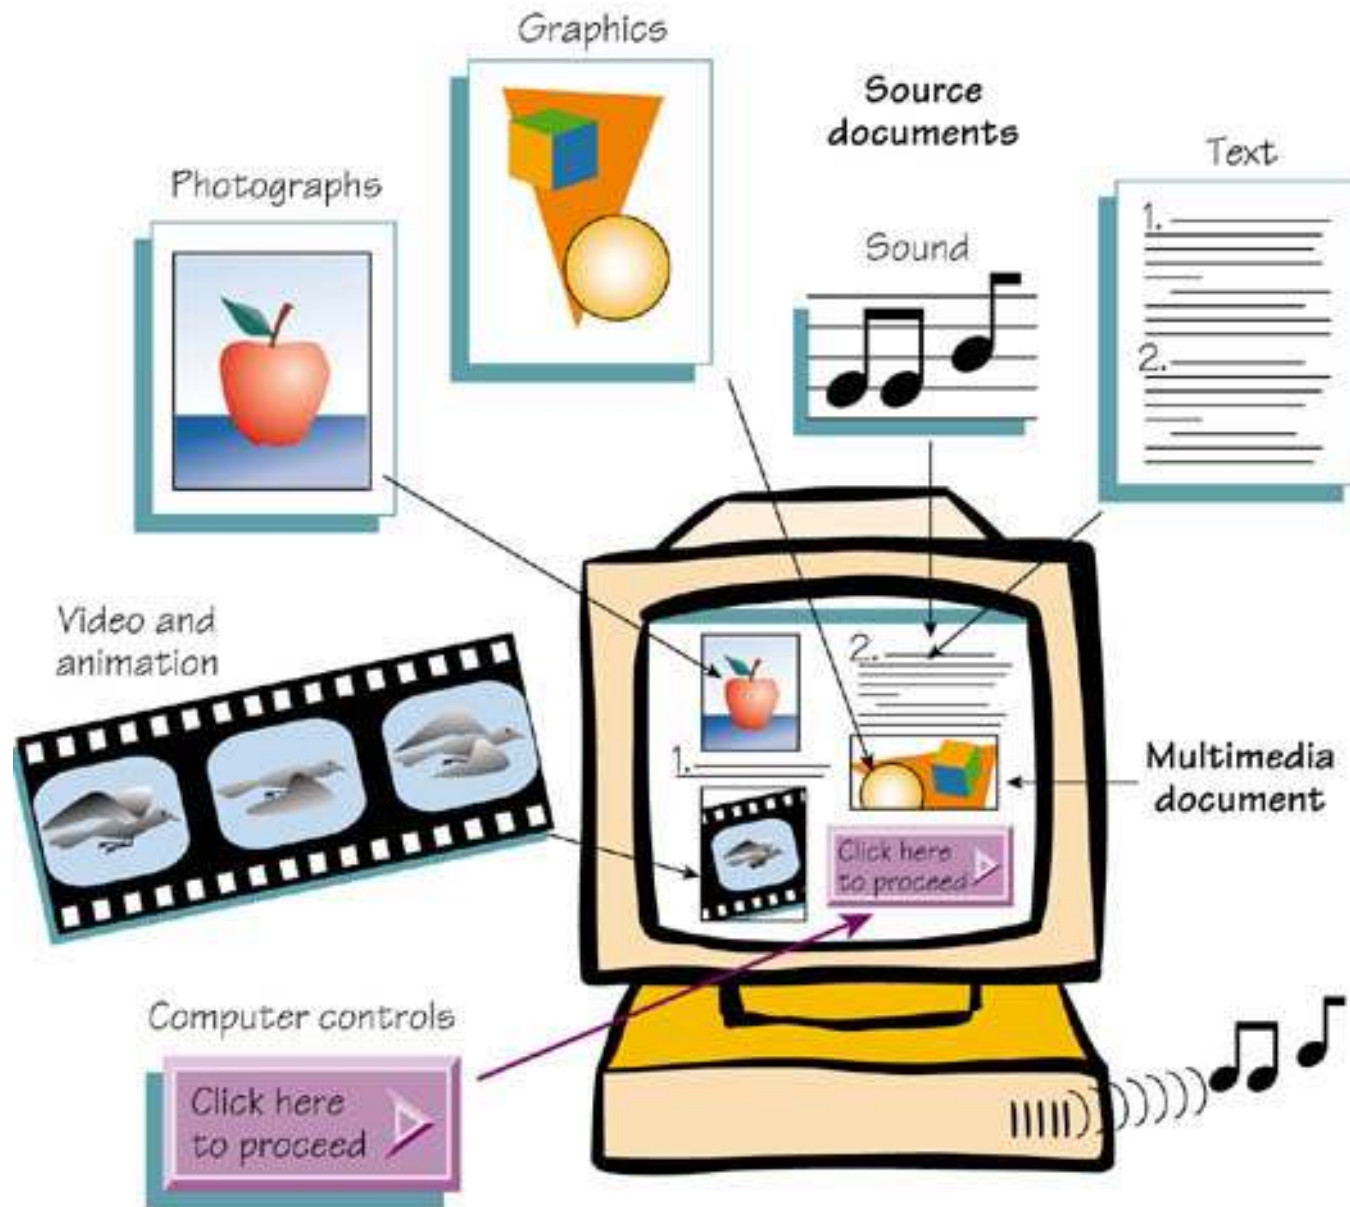 Graphics
Source
documents
Text
1.
2.
Photographs
Sound
Video and
animation
2.
1.
Click here
to proceed
Multimedia
document
Computer controls
Click here
to proceed